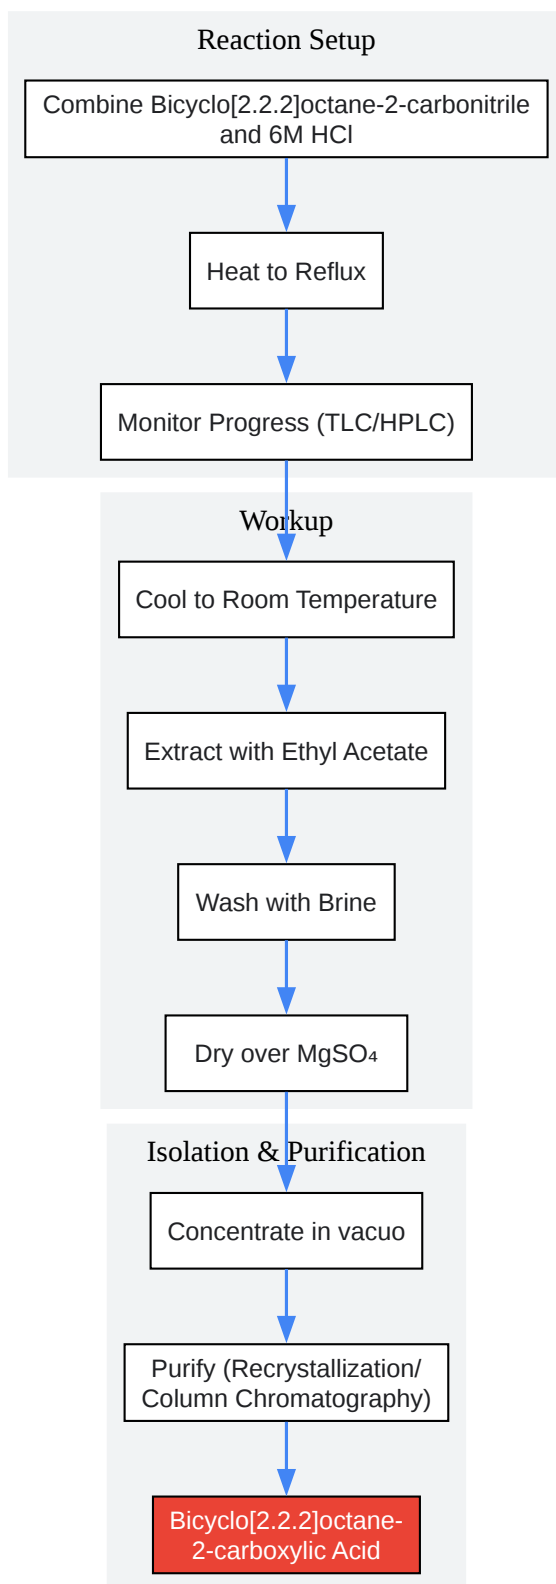 Reaction Setup
Combine Bicyclo[2.2.2]octane-2-carbonitrile
and 6M HCl
Heat to Reflux
Monitor Progress (TLC/HPLC)
Workup
Cool to Room Temperature
Extract with Ethyl Acetate
Wash with Brine
Dry over MgSO₄
Isolation & Purification
Concentrate in vacuo
Purify (Recrystallization/
Column Chromatography)
Bicyclo[2.2.2]octane-
2-carboxylic Acid